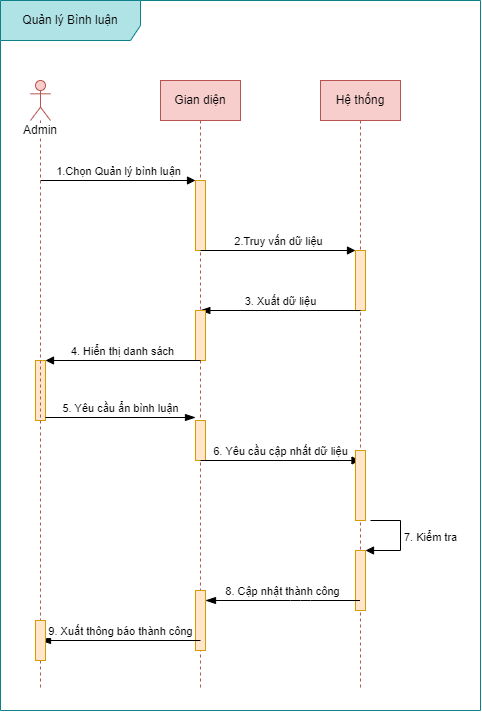 Quản lý Bình luận
Admin
Gian diện
Hệ thống
1.Chọn Quản lý bình luận
2.Truy vấn dữ liệu
3. Xuất dữ liệu
4. Hiển thị danh sách
5. Yêu cầu ẩn bình luận
6. Yêu cầu cập nhất dữ liệu
7. Kiểm tra
8. Cập nhật thành công
9. Xuất thông báo thành công